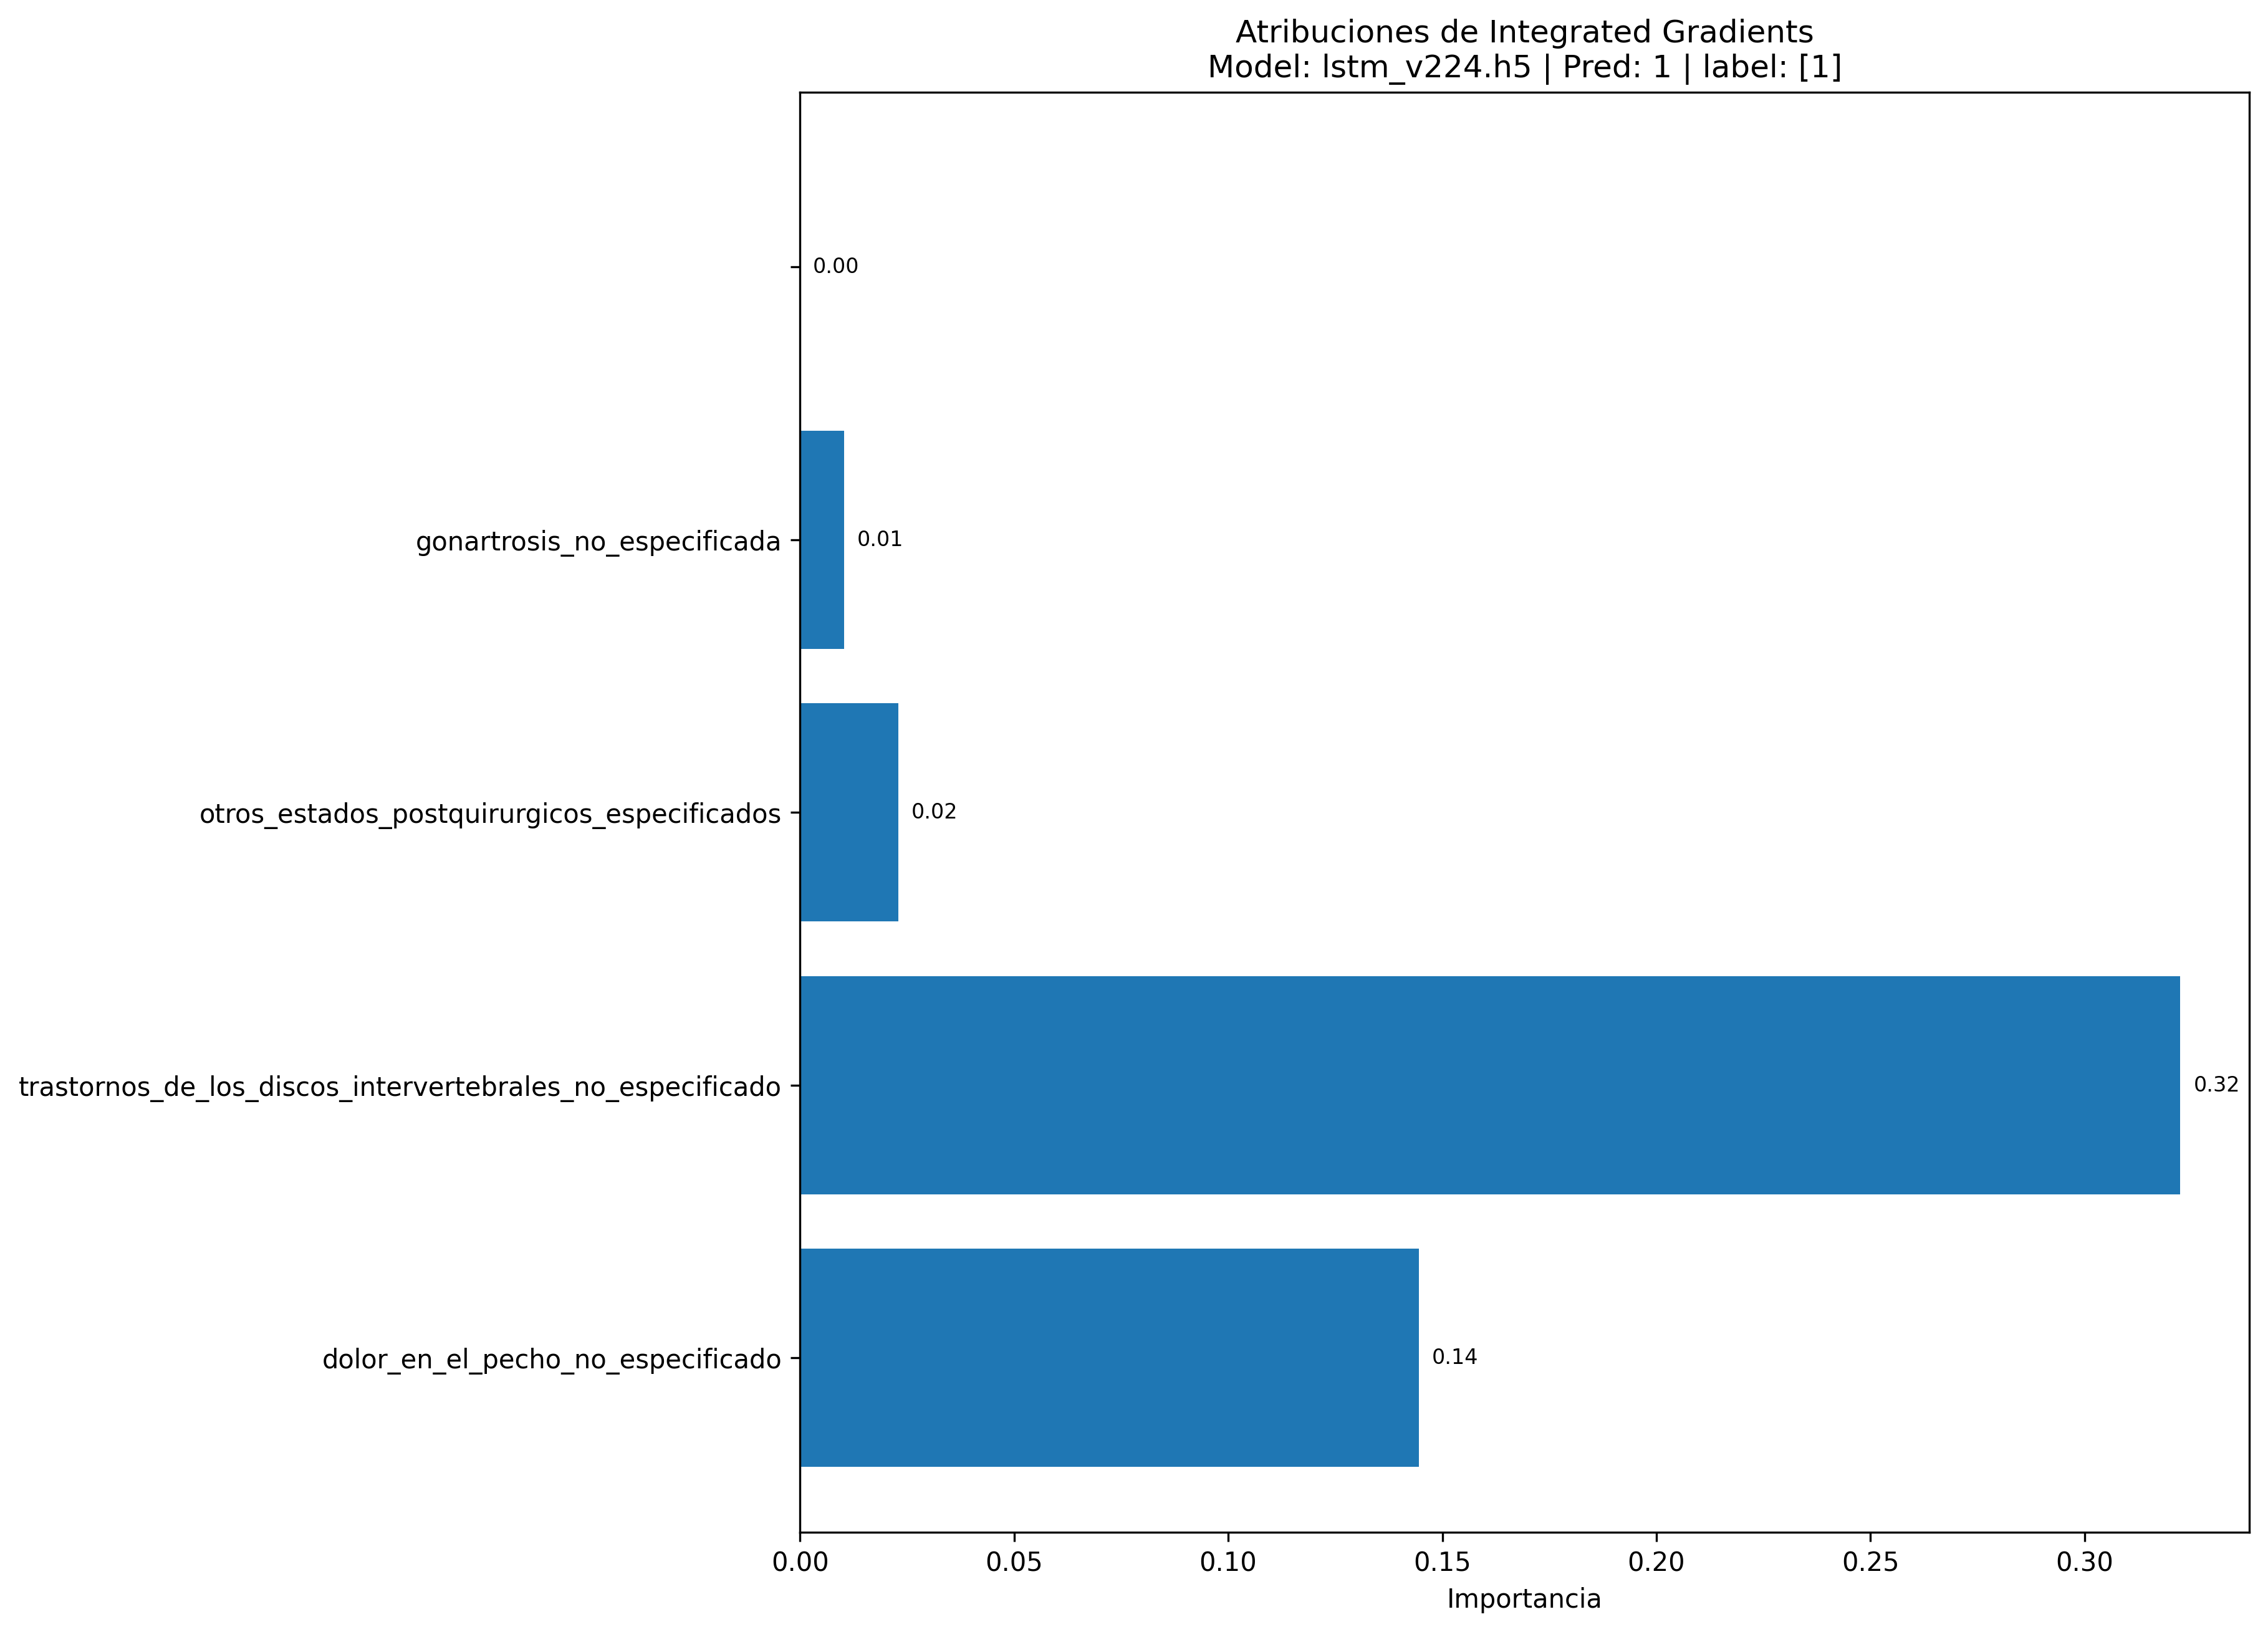 Atribuciones de Integrated Gradients
Model: lstm_v224.h5 | Pred: 1 | label: [1]
0.00
gonartrosis_no_especificada
0.01
otros_estados_postquirurgicos_especificados
0.02
trastornos_de_los_discos_intervertebrales_no_especificado
0.32
dolor_en_el_pecho_no_especificado
0.14
0.00 0.05 0.10 0.15 0.20 0.25 0.30
Importancia